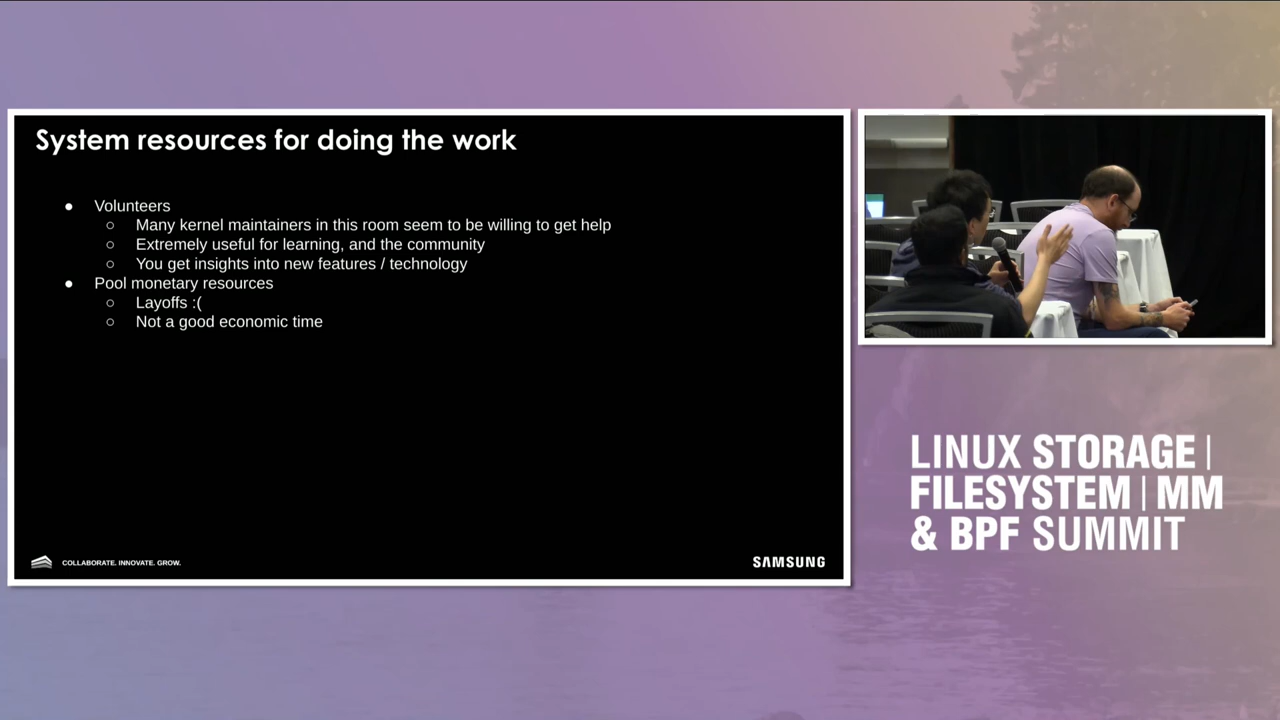 System resources for doing the work
● Volunteers
○ Many kernel maintainers in this room seem to be willing to get help
○ Extremely useful for learning, and the community
○ You get insights into new features / technology
● Pool monetary resources
○ Layoffs :(
○ Not a good economic time
COLLABORATE. INNOVATE. GROW.
SAMSUNG
LINUX STORAGE |
FILESYSTEM | MM
& BPF SUMMIT